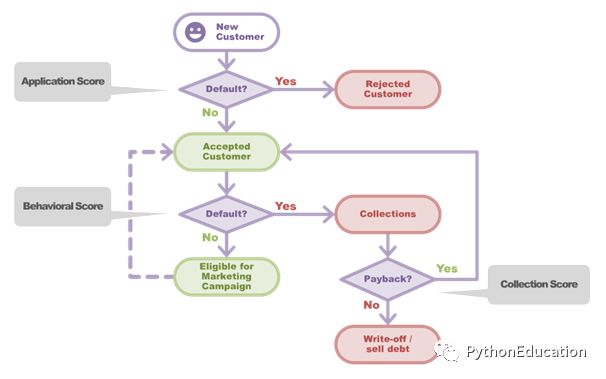 New
Customer
Application Score
Default?
Yes
Rejected
Customer
No
Accepted
Customer
Behavioral Score
Default?
Yes
Collections
No
Eligible for
Marketing
Campaign
Payback?
Yes
Collection Score
No
Write-off /
sell debt
PythonEducation